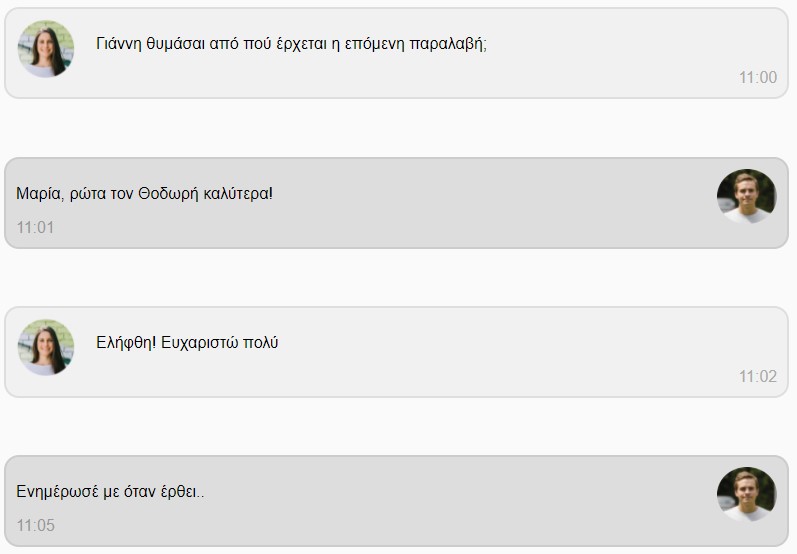 Γιάννη θυμάσαι από πού έρχεται η επόμενη παραλαβή;
11:00
Μαρία, ρώτα τον Θοδωρή καλύτερα!
11:01
Ελήφθη! Ευχαριστώ πολύ
11:02
Ενημέρωσέ με όταν έρθει..
11:05